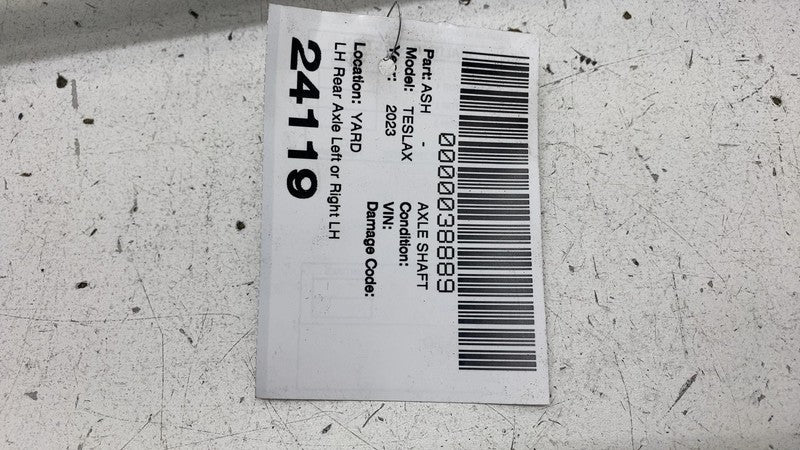 0000038889
Part: ASH - AXLE SHAFT
Model: TESLAX Condition:
Year: 2023 VIN:
Damage Code:
Location: YARD
LH Rear Axle Left or Right LH
24119